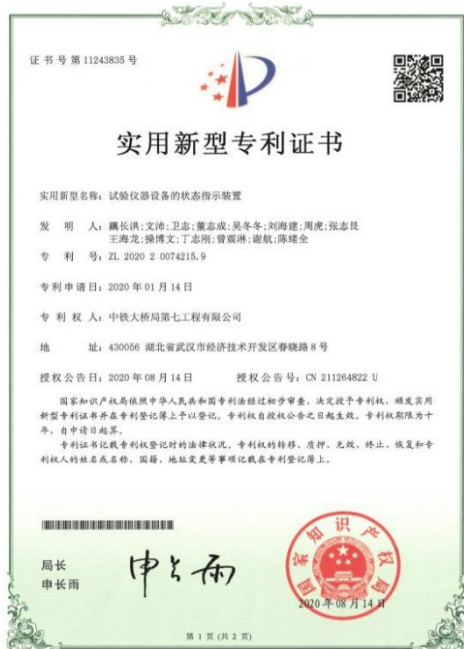 证书号第11243835号
实用新型专利证书
实用新型名称：试验仪器设备的状态指示装置
发明人：藕长洪;文沛;卫志;董志成;吴冬冬;刘海建;周虎;张志良
王海龙;操博文;丁志刚;曾震淋;谢航;陈绪全
专利号：ZL 2020 2 0074215.9
专利申请日：2020年01月14日
专利权人：中铁大桥局第七工程有限公司
地址：430056 湖北省武汉市经济技术开发区春晓路8号
授权公告日：2020年08月14日 授权公告号：CN 211264822 U
国家知识产权局依照中华人民共和国专利法经过初步审查，决定授予专利权，颁发实用
新型专利证书并在专利登记簿上予以登记。专利权自授权公告之日起生效。专利权期限为十
年，自申请日起算。
专利证书记载专利权登记时的法律状况。专利权的转移、质押、无效、终止、恢复和专
利权人的姓名或名称、国籍、地址变更等事项记载在专利登记簿上。
局长
申长雨
申长雨
国家知识产权局
2020年08月14日
第1页(共2页)